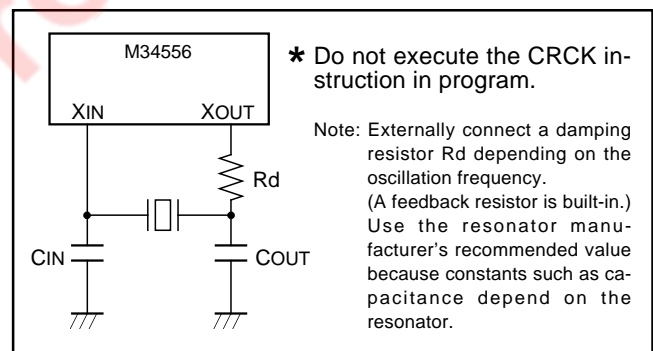 M34556
XIN
XOUT
Rd
CIN
COUT
* Do not execute the CRCK in-
struction in program.
Note: Externally connect a damping
resistor Rd depending on the
oscillation frequency.
(A feedback resistor is built-in.)
Use the resonator manu-
facturer's recommended value
because constants such as ca-
pacitance depend on the
resonator.